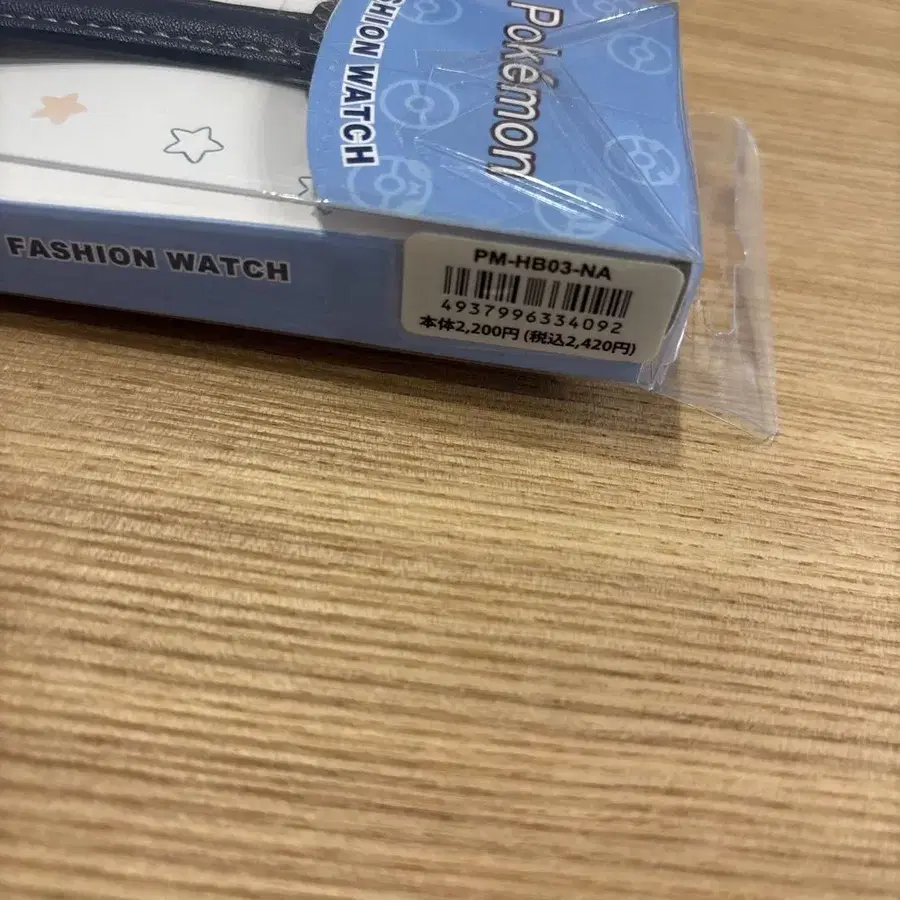 Pokémon
SHION WATCH
FASHION WATCH
PM-HB03-NA
4937996334092
本体2,200円(税込2,420円)